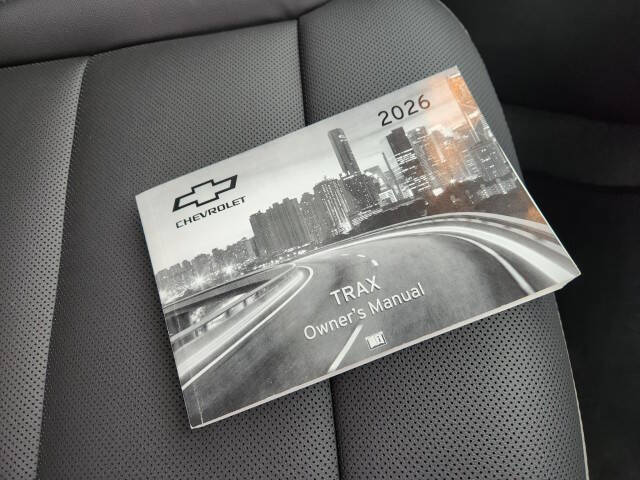 2026
CHEVROLET
TRAX
Owner's Manual